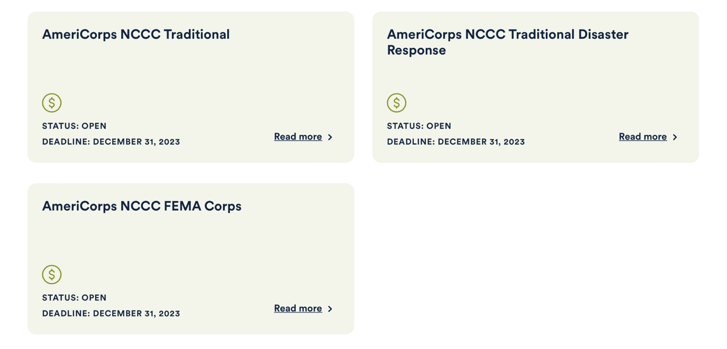 AmeriCorps NCCC Traditional
$
STATUS: OPEN
DEADLINE: DECEMBER 31, 2023
Read more
AmeriCorps NCCC Traditional Disaster
Response
$
STATUS: OPEN
DEADLINE: DECEMBER 31, 2023
Read more
AmeriCorps NCCC FEMA Corps
$
STATUS: OPEN
DEADLINE: DECEMBER 31, 2023
Read more